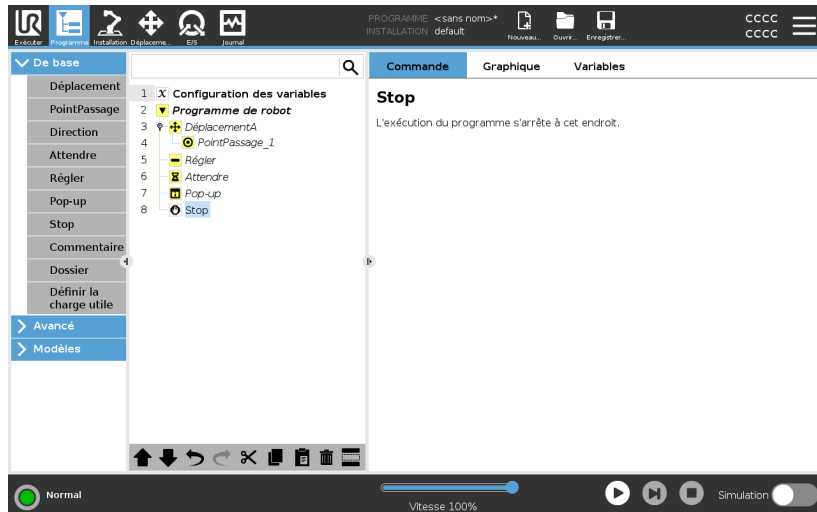 PROGRAMME <sans nom>*
INSTALLATION default
cccc
cccc
Exécuter Programme Installation Déplaceme... E/S Journal
Nouveau... Ouvrir... Enregistrer...
De base
Déplacement
PointPassage
Direction
Attendre
Régler
Pop-up
Stop
Commentaire
Dossier
Définir la
charge utile
Avancé
Modèles
1 Configuration des variables
2 Programme de robot
3 DéplacementA
4 PointPassage_1
5 Régler
6 Attendre
7 Pop-up
8 Stop
Commande Graphique Variables
Stop
L'exécution du programme s'arrête à cet endroit.
Normal
Vitesse 100%
Simulation